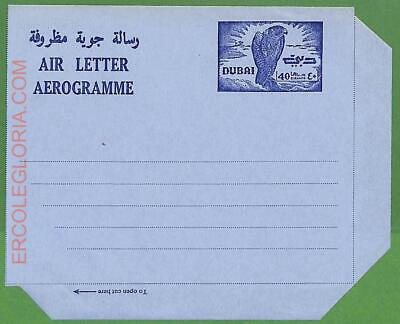 رسالة جوية مظروفة
AIR LETTER
AEROGRAMME
DUBAI دبي
40 ٤٠
To open cut here
ERCOLEGLORIA.COM